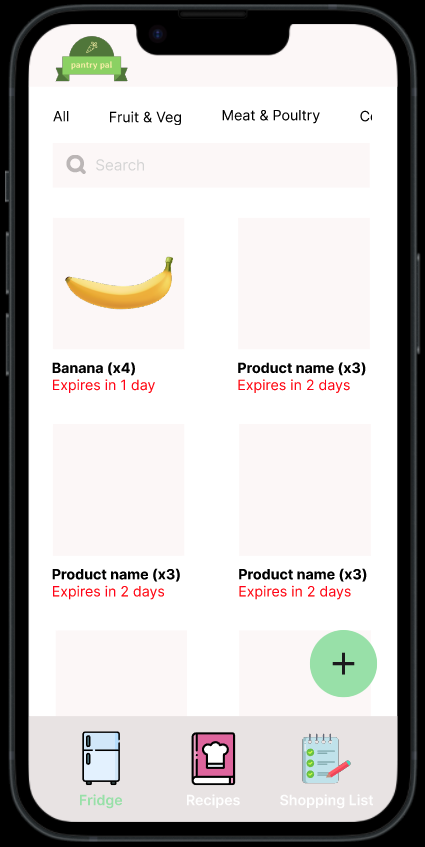 pantry pal
All Fruit & Veg Meat & Poultry
Search
Banana (x4) Product name (x3)
Expires in 1 day Expires in 2 days
Product name (x3) Product name (x3)
Expires in 2 days Expires in 2 days
+
Fridge Recipes Shopping List